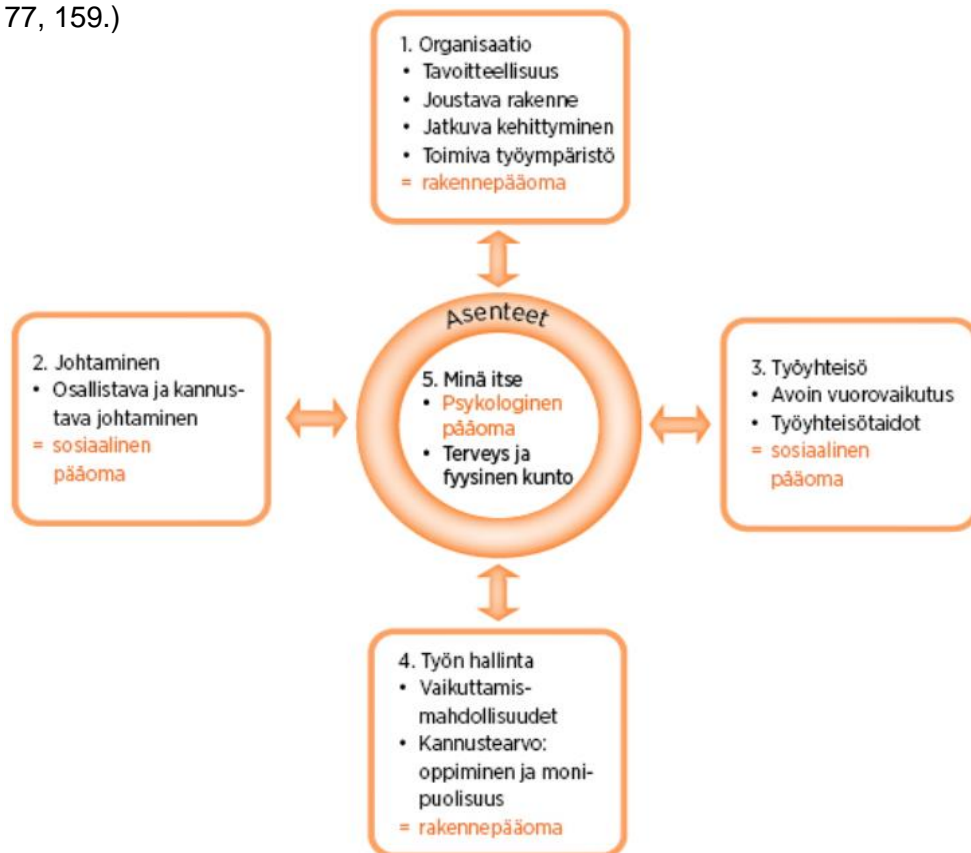 77, 159.)
1. Organisaatio
• Tavoitteellisuus
• Joustava rakenne
• Jatkuva kehittyminen
• Toimiva työympäristö
= rakennepääoma
2. Johtaminen
• Osallistava ja kannus-
tava johtaminen
= sosiaalinen
pääoma
Asenteet
5. Minä itse
• Psykologinen
pääoma
• Terveys ja
fyysinen kunto
3. Työyhteisö
• Avoin vuorovaikutus
• Työyhteisötaidot
= sosiaalinen
pääoma
4. Työn hallinta
• Vaikuttamis-
mahdollisuudet
• Kannustearvo:
oppiminen ja moni-
puolisuus
= rakennepääoma